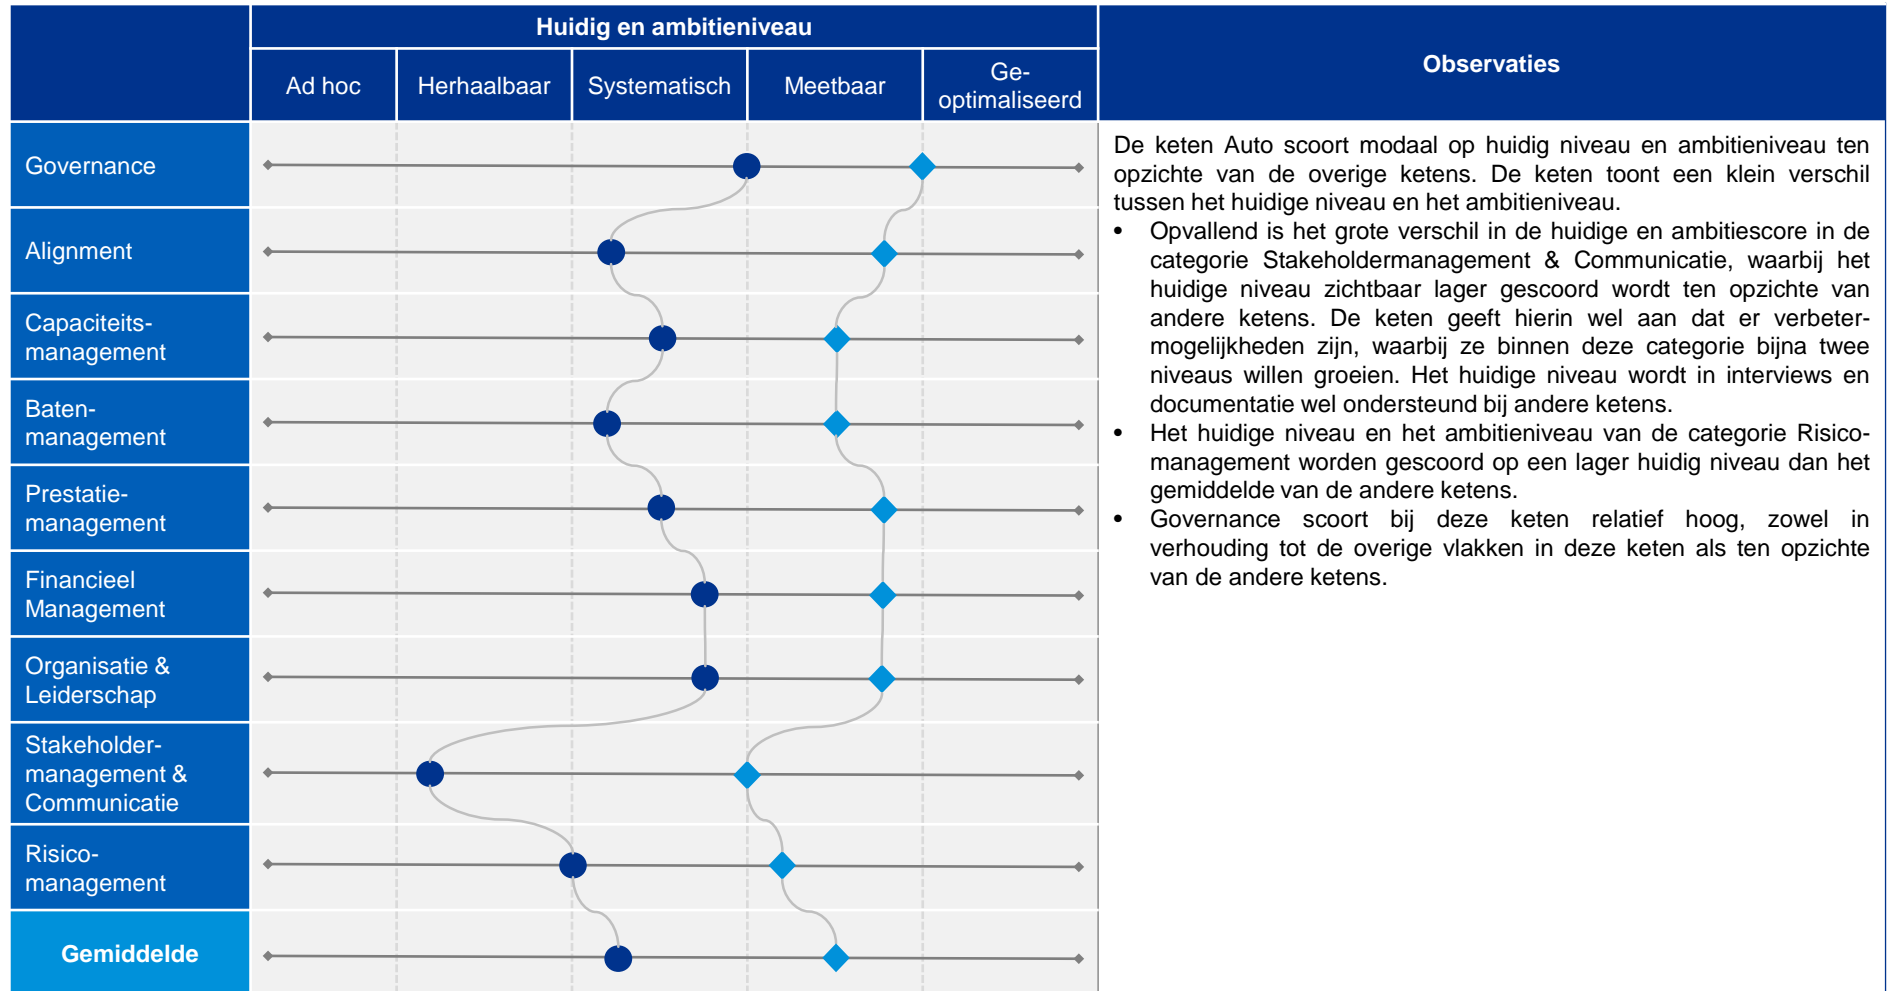 Huidig en ambitieniveau
Observaties
Ad hoc
Herhaalbaar
Systematisch
Meetbaar
Ge-
optimaliseerd
Governance
Alignment
Capaciteits-
management
Baten-
management
Prestatie-
management
Financieel
Management
Organisatie &
Leiderschap
Stakeholder-
management &
Communicatie
Risico-
management
Gemiddelde
De keten Auto scoort modaal op huidig niveau en ambitieniveau ten
opzichte van de overige ketens. De keten toont een klein verschil
tussen het huidige niveau en het ambitieniveau.
• Opvallend is het grote verschil in de huidige en ambitiescore in de
categorie Stakeholdermanagement & Communicatie, waarbij het
huidige niveau zichtbaar lager gescoord wordt ten opzichte van
andere ketens. De keten geeft hierin wel aan dat er verbeter-
mogelijkheden zijn, waarbij ze binnen deze categorie bijna twee
niveaus willen groeien. Het huidige niveau wordt in interviews en
documentatie wel ondersteund bij andere ketens.
• Het huidige niveau en het ambitieniveau van de categorie Risico-
management worden gescoord op een lager huidig niveau dan het
gemiddelde van de andere ketens.
• Governance scoort bij deze keten relatief hoog, zowel in
verhouding tot de overige vlakken in deze keten als ten opzichte
van de andere ketens.